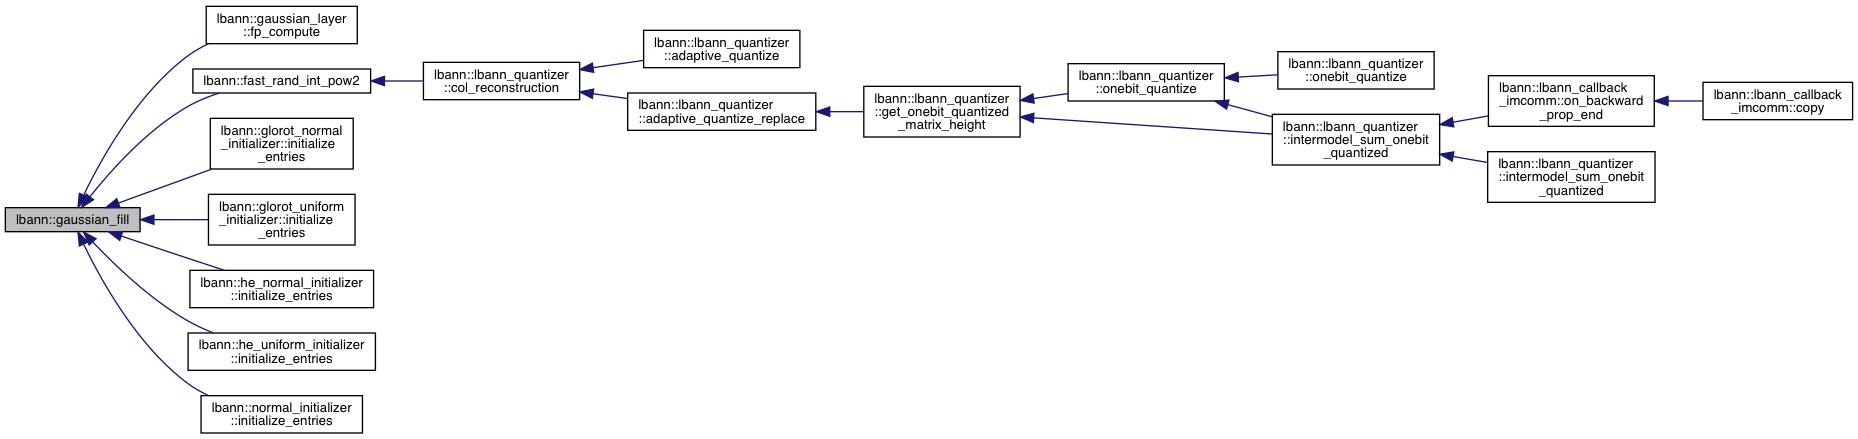 lbann::gaussian_fill
lbann::gaussian_layer
::fp_compute
lbann::fast_rand_int_pow2
lbann::glorot_normal
_initializer::initialize
_entries
lbann::glorot_uniform
_initializer::initialize
_entries
lbann::he_normal_initializer
::initialize_entries
lbann::he_uniform_initializer
::initialize_entries
lbann::normal_initializer
::initialize_entries
lbann::lbann_quantizer
::col_reconstruction
lbann::lbann_quantizer
::adaptive_quantize
lbann::lbann_quantizer
::adaptive_quantize_replace
lbann::lbann_quantizer
::get_onebit_quantized
_matrix_height
lbann::lbann_quantizer
::onebit_quantize
lbann::lbann_quantizer
::onebit_quantize
lbann::lbann_quantizer
::intermodel_sum_onebit
_quantized
lbann::lbann_callback
_imcomm::on_backward
_prop_end
lbann::lbann_quantizer
::intermodel_sum_onebit
_quantized
lbann::lbann_callback
_imcomm::copy